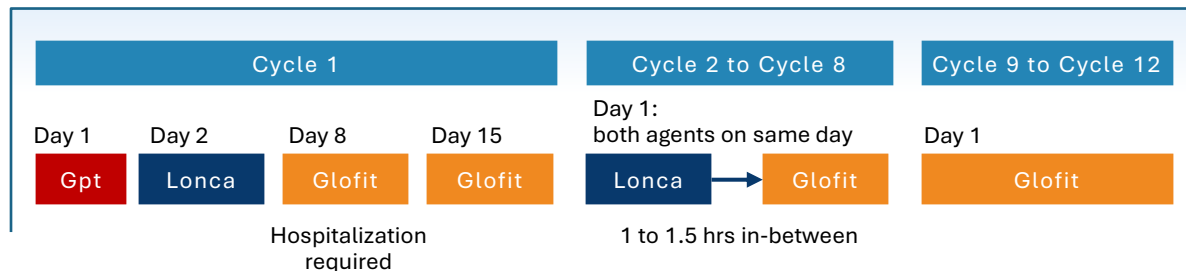 Cycle 1
Cycle 2 to Cycle 8
Cycle 9 to Cycle 12
Day 1
Day 2
Day 8
Day 15
Day 1:
both agents on same day
Day 1
Gpt
Lonca
Glofit
Glofit
Lonca
Glofit
Glofit
Hospitalization
required
1 to 1.5 hrs in-between